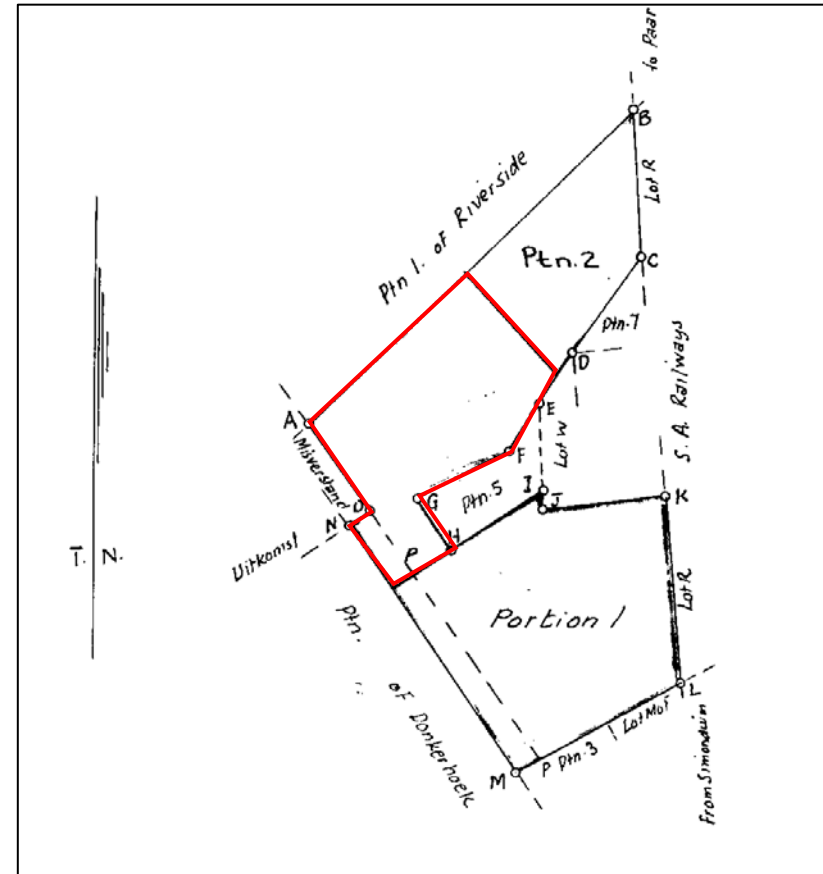 to Paar
B
Lot R
Ptn 1. of Riverside
Ptn.2
C
Ptn.7
D
S.A. Railways
A
E
Misverstand
F
Lot W
I
K
G
Ptn.5
J
O
N
H
Uitkomst
P
T. N.
Ptn.
of Donkerhoek
Portion 1
Lot R
L
Lot M of
Ptn.3
P
M
From Simondium